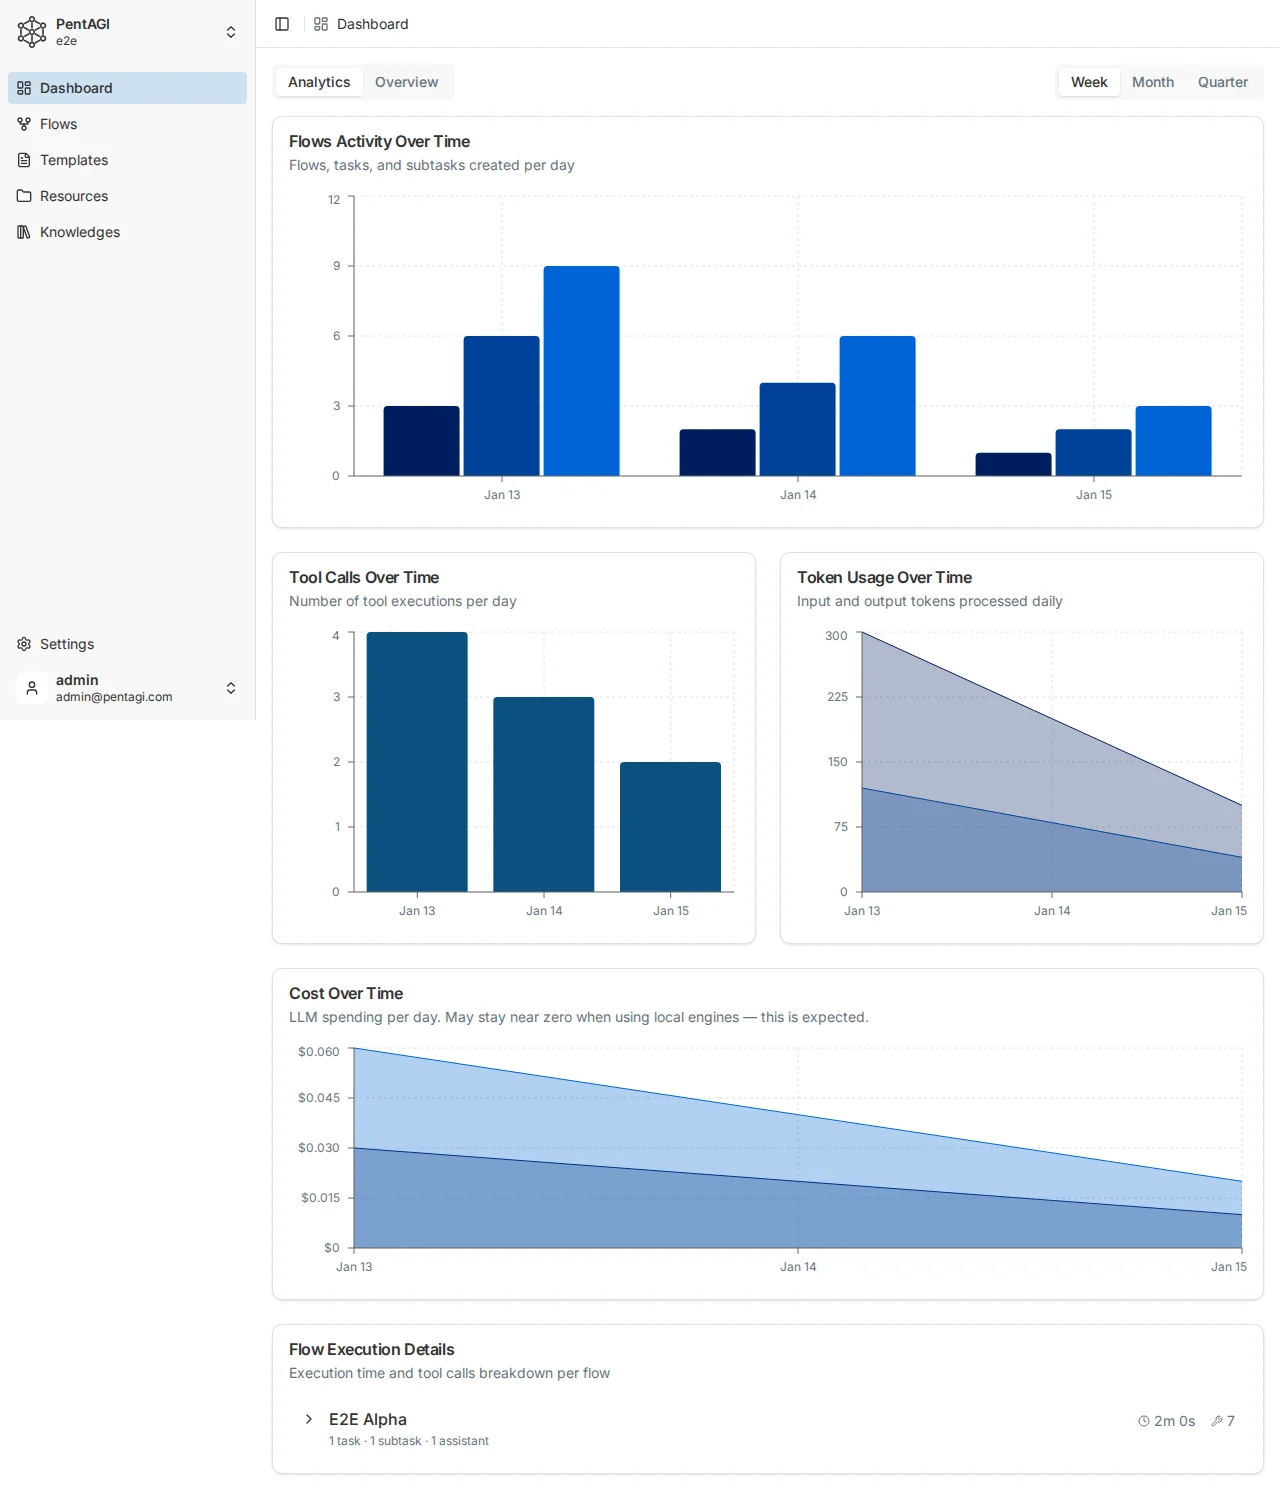 PentAGI
e2e
Dashboard
Flows
Templates
Resources
Knowledges
Settings
admin
admin@pentagi.com
Dashboard
Analytics Overview
Week Month Quarter
Flows Activity Over Time
Flows, tasks, and subtasks created per day
12
9
6
3
0
Jan 13 Jan 14 Jan 15
Tool Calls Over Time
Number of tool executions per day
4
3
2
1
0
Jan 13 Jan 14 Jan 15
Token Usage Over Time
Input and output tokens processed daily
300
225
150
75
0
Jan 13 Jan 14 Jan 15
Cost Over Time
LLM spending per day. May stay near zero when using local engines — this is expected.
$0.060
$0.045
$0.030
$0.015
$0
Jan 13 Jan 14 Jan 15
Flow Execution Details
Execution time and tool calls breakdown per flow
E2E Alpha
2m 0s 7
1 task · 1 subtask · 1 assistant